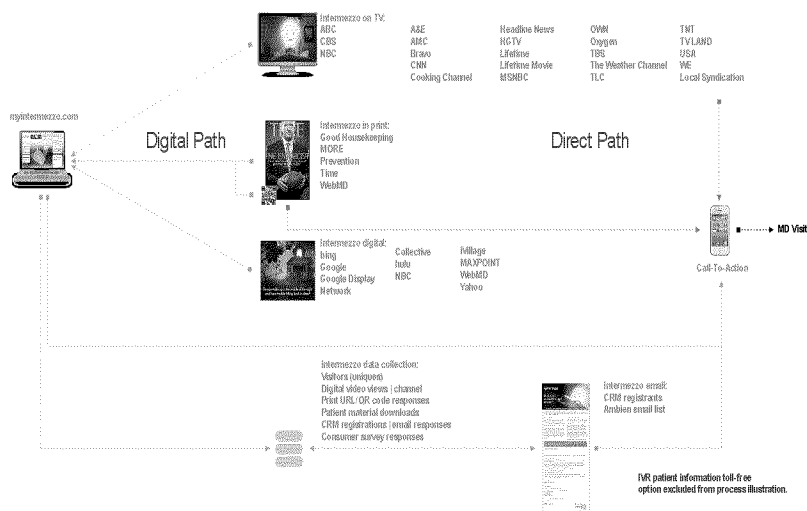 Intermezzo on TV:
ABC
CBS
NBC
A&E
AMC
Bravo
CNN
Cooking Channel
Headline News
HGTV
Lifetime
Lifetime Movie
MSNBC
OWN
Oxygen
TBS
The Weather Channel
TLC
TNT
TV LAND
USA
WE
Local Syndication
myintermezzo.com
Digital Path
Intermezzo in print:
Good Housekeeping
MORE
Prevention
Time
WebMD
Direct Path
MD Visit
Call-To-Action
Intermezzo digital:
bing
Google
Google Display
Network
Collective
hulu
NBC
iVillage
MAXPOINT
WebMD
Yahoo
Intermezzo data collection:
Visitors (uniques)
Digital video views | channel
Print URL/QR code responses
Patient material downloads
CRM registrations | email responses
Consumer survey responses
Intermezzo email:
CRM registrants
Ambien email list
IVR patient information toll-free
option excluded from process illustration.